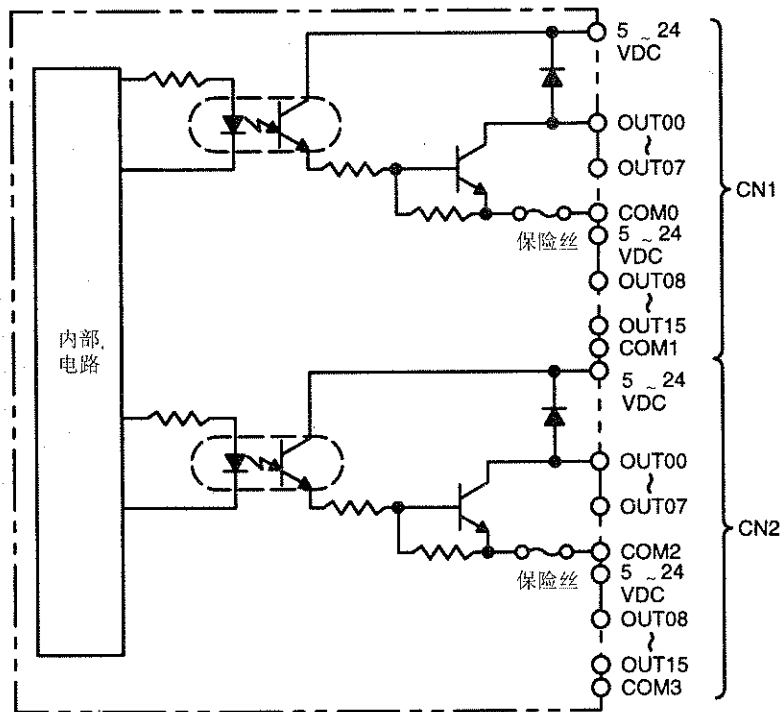 5 ~ 24
VDC
OUT00
~
OUT07
COM0
保险丝
5 ~ 24
VDC
OUT08
~
OUT15
COM1
CN1
内部
电路
5 ~ 24
VDC
OUT00
~
OUT07
COM2
保险丝
5 ~ 24
VDC
OUT08
~
OUT15
COM3
CN2